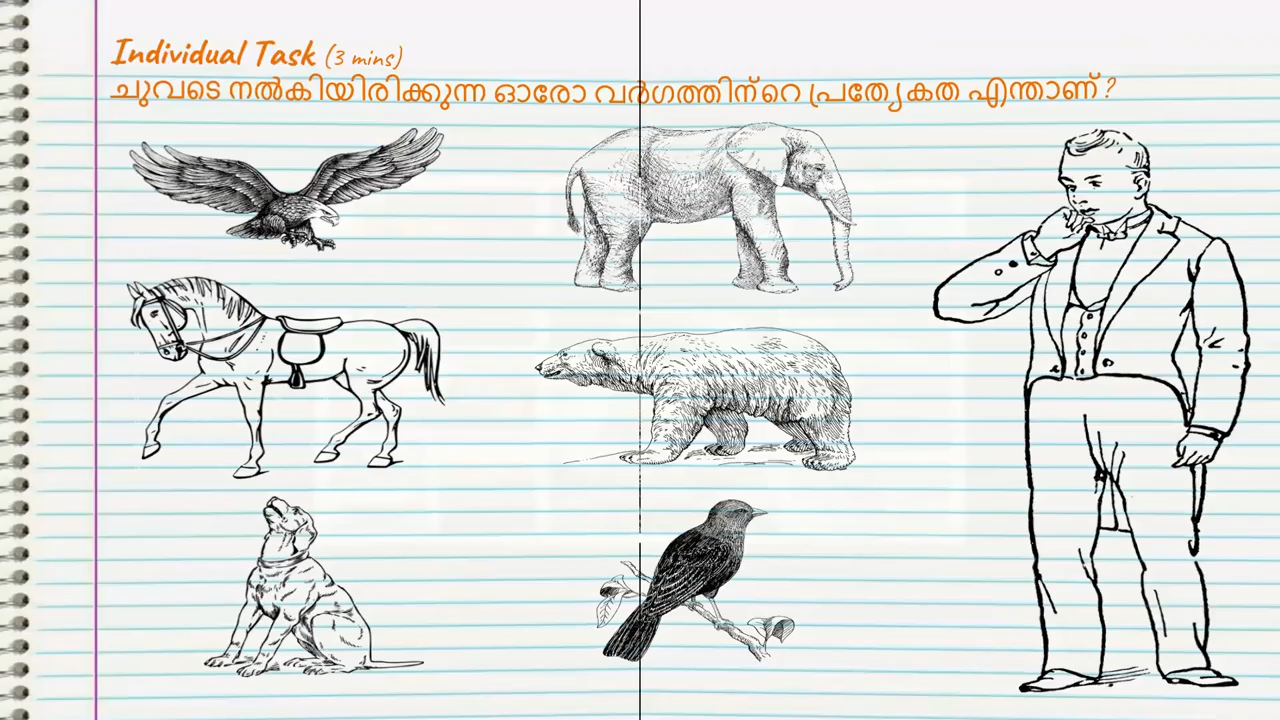 Individual Task (3 mins)
ചുവടെ നൽകിയിരിക്കുന്ന ഓരോ വർഗത്തിന്റെ പ്രത്യേകത എന്താണ് ?